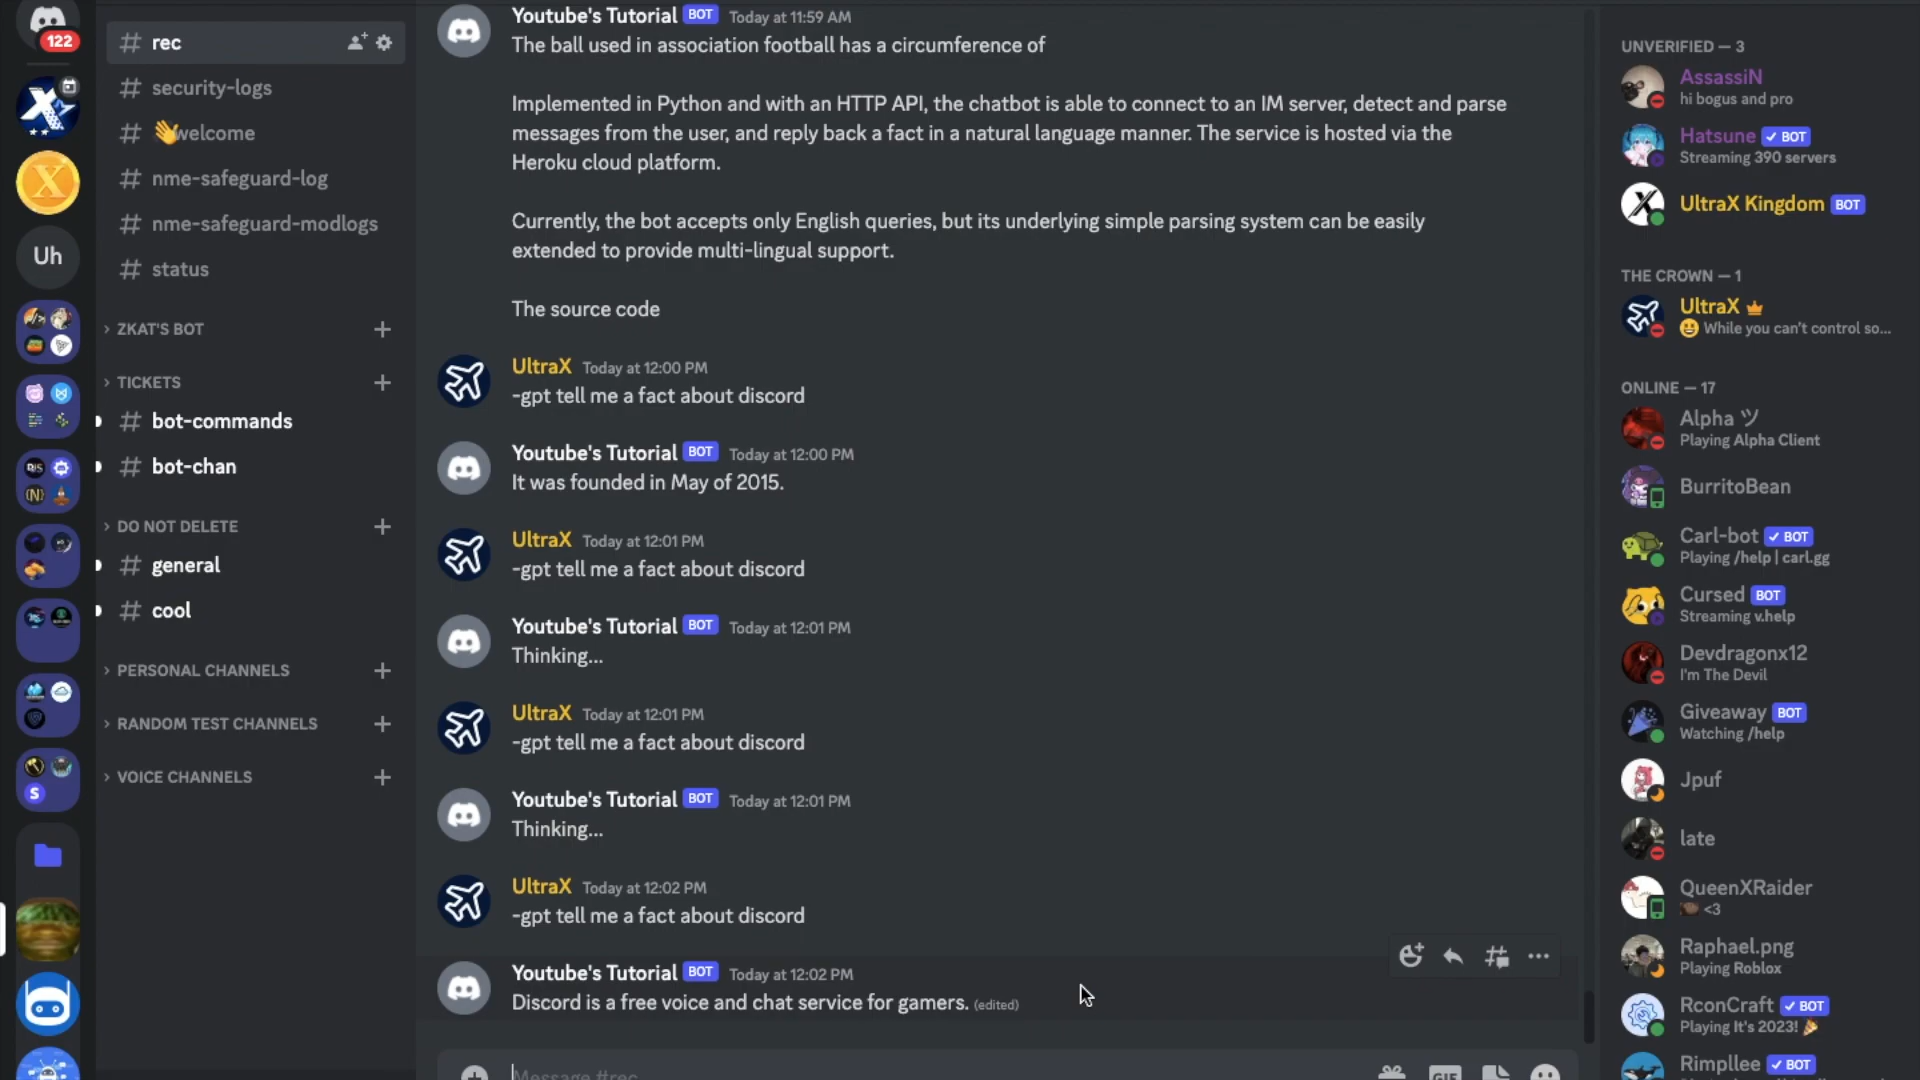 122
Uh
DJS
S
rec
security-logs
👋welcome
nme-safeguard-log
nme-safeguard-modlogs
status
ZKAT'S BOT
TICKETS
bot-commands
bot-chan
DO NOT DELETE
general
cool
PERSONAL CHANNELS
RANDOM TEST CHANNELS
VOICE CHANNELS
Youtube's Tutorial BOT Today at 11:59 AM
The ball used in association football has a circumference of
Implemented in Python and with an HTTP API, the chatbot is able to connect to an IM server, detect and parse
messages from the user, and reply back a fact in a natural language manner. The service is hosted via the
Heroku cloud platform.
Currently, the bot accepts only English queries, but its underlying simple parsing system can be easily
extended to provide multi-lingual support.
The source code
UltraX Today at 12:00 PM
-gpt tell me a fact about discord
Youtube's Tutorial BOT Today at 12:00 PM
It was founded in May of 2015.
UltraX Today at 12:01 PM
-gpt tell me a fact about discord
Youtube's Tutorial BOT Today at 12:01 PM
Thinking...
UltraX Today at 12:01 PM
-gpt tell me a fact about discord
Youtube's Tutorial BOT Today at 12:01 PM
Thinking...
UltraX Today at 12:02 PM
-gpt tell me a fact about discord
Youtube's Tutorial BOT Today at 12:02 PM
Discord is a free voice and chat service for gamers. (edited)
Message #rec
GIF
UNVERIFIED — 3
AssassiN
hi bogus and pro
Hatsune ✓ BOT
Streaming 390 servers
UltraX Kingdom BOT
THE CROWN — 1
UltraX
😀 While you can't control so...
ONLINE — 17
Alpha ツ
Playing Alpha Client
BurritoBean
Carl-bot ✓ BOT
Playing /help | carl.gg
Cursed BOT
Streaming v.help
Devdragonx12
I'm The Devil
Giveaway BOT
Watching /help
Jpuf
late
QueenXRaider
<3
Raphael.png
Playing Roblox
RconCraft ✓ BOT
Playing It's 2023! 🎉
Rimpllee ✓ BOT